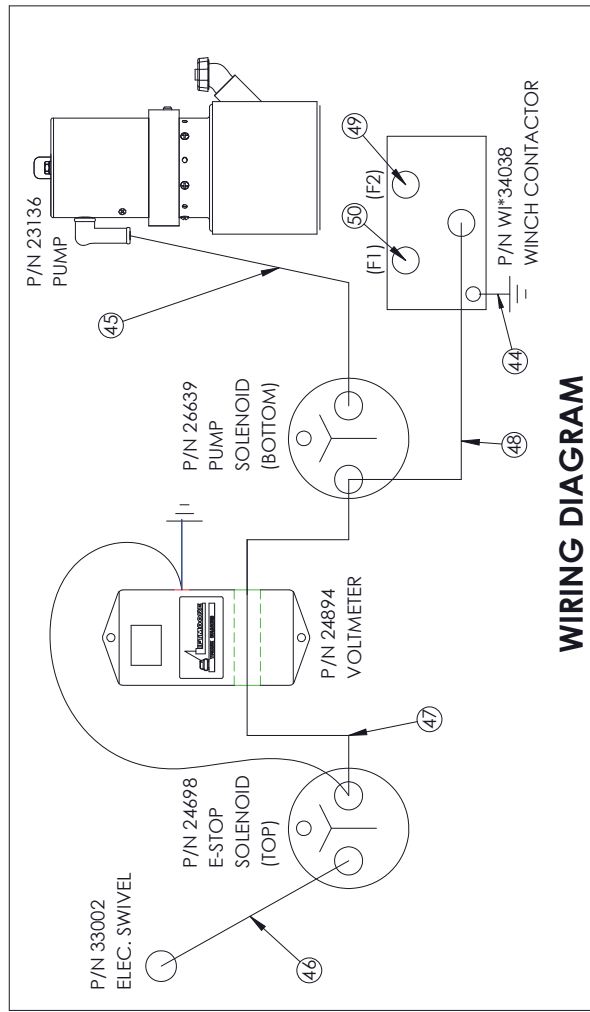 P/N 33002
ELEC. SWIVEL
46
P/N 24698
E-STOP
SOLENOID
(TOP)
47
P/N 24894
VOLTMETER
P/N 26639
PUMP
SOLENOID
(BOTTOM)
45
P/N 23136
PUMP
48
44
(F1)
50
(F2)
49
P/N WI*34038
WINCH CONTACTOR
WIRING DIAGRAM